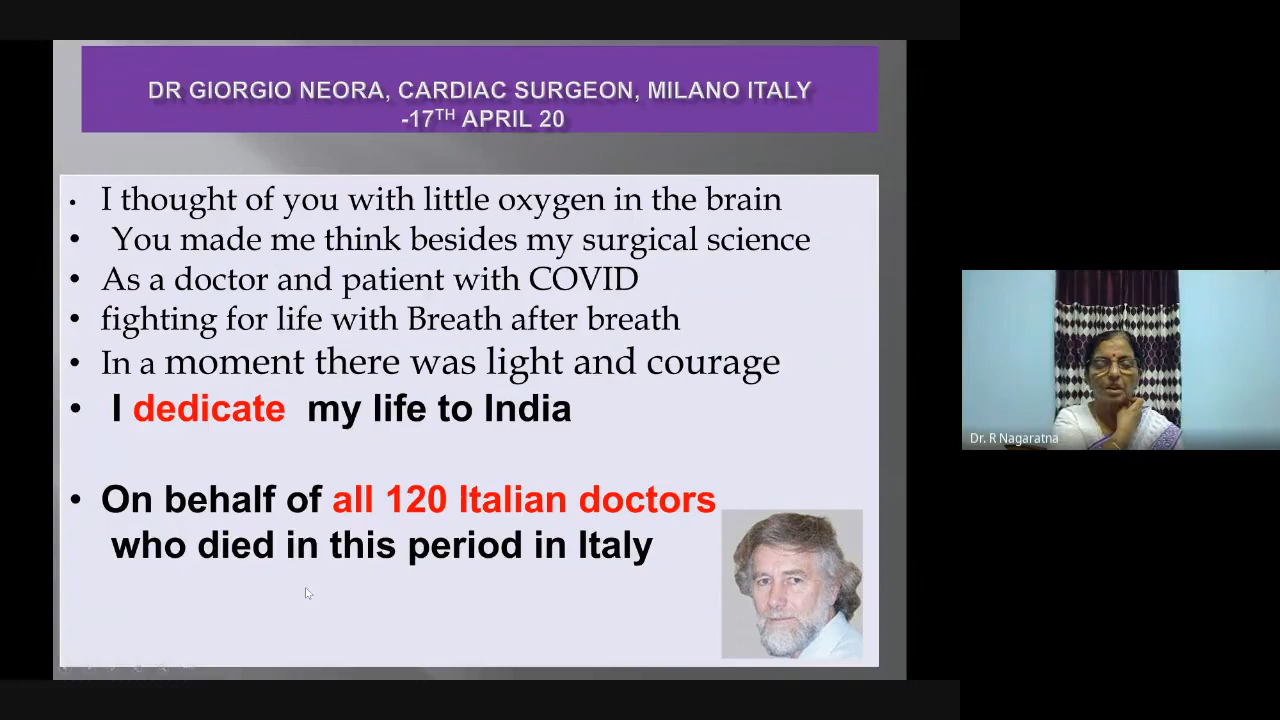 DR GIORGIO NEORA, CARDIAC SURGEON, MILANO ITALY
-17TH APRIL 20
• I thought of you with little oxygen in the brain
• You made me think besides my surgical science
• As a doctor and patient with COVID
• fighting for life with Breath after breath
• In a moment there was light and courage
• I dedicate my life to India
• On behalf of all 120 Italian doctors
who died in this period in Italy
Dr. R Nagaratna